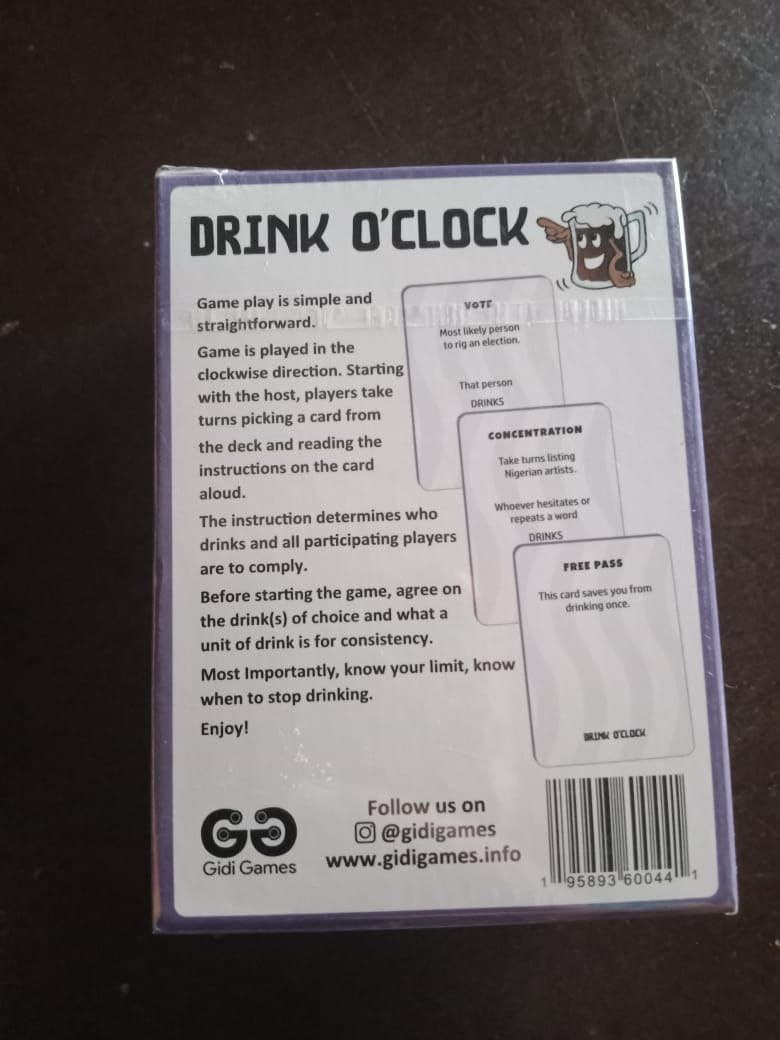 DRINK O'CLOCK
Game play is simple and
straightforward.
Game is played in the
clockwise direction. Starting
with the host, players take
turns picking a card from
the deck and reading the
instructions on the card
aloud.
The instruction determines who
drinks and all participating players
are to comply.
Before starting the game, agree on
the drink(s) of choice and what a
unit of drink is for consistency.
Most Importantly, know your limit, know
when to stop drinking.
Enjoy!
VOTE
Most likely person
to rig an election.
That person
DRINKS
CONCENTRATION
Take turns listing
Nigerian artists.
Whoever hesitates or
repeats a word
DRINKS
FREE PASS
This card saves you from
drinking once.
DRINK O'CLOCK
GG
Gidi Games
Follow us on
@gidigames
www.gidigames.info
1 95893 60044 1